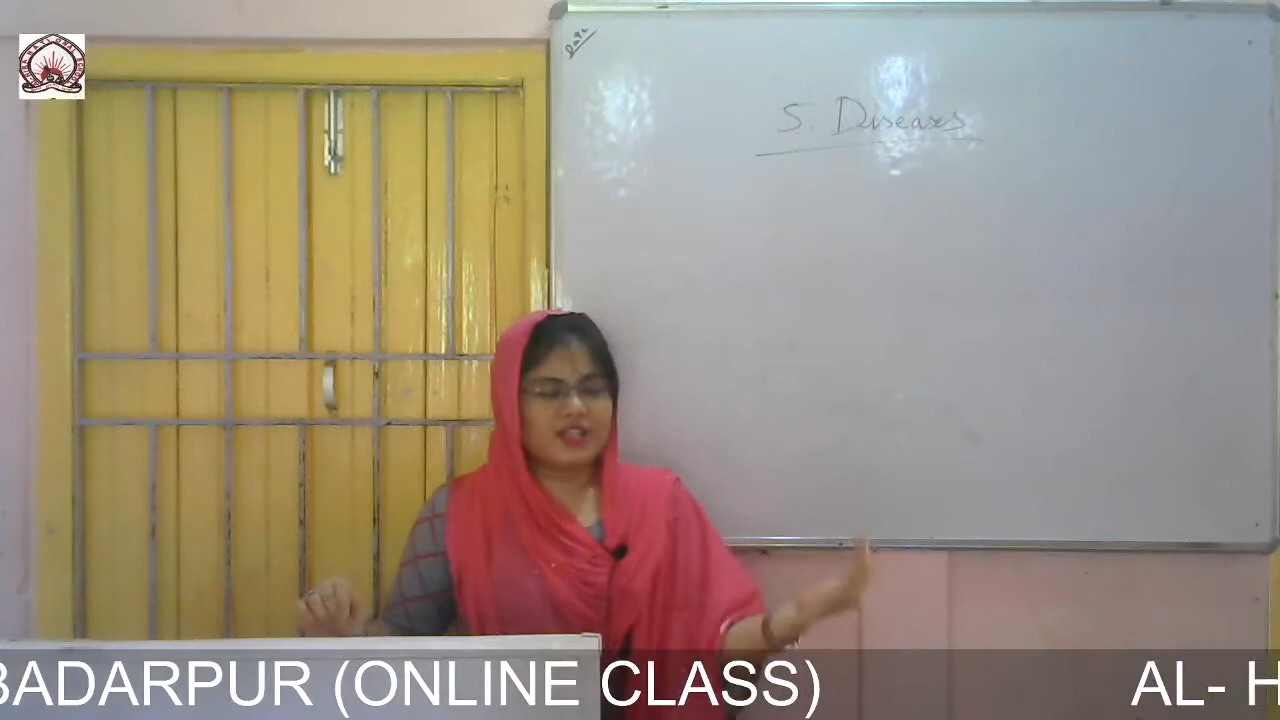 Date
5. Diseases
BADARPUR (ONLINE CLASS) AL- H